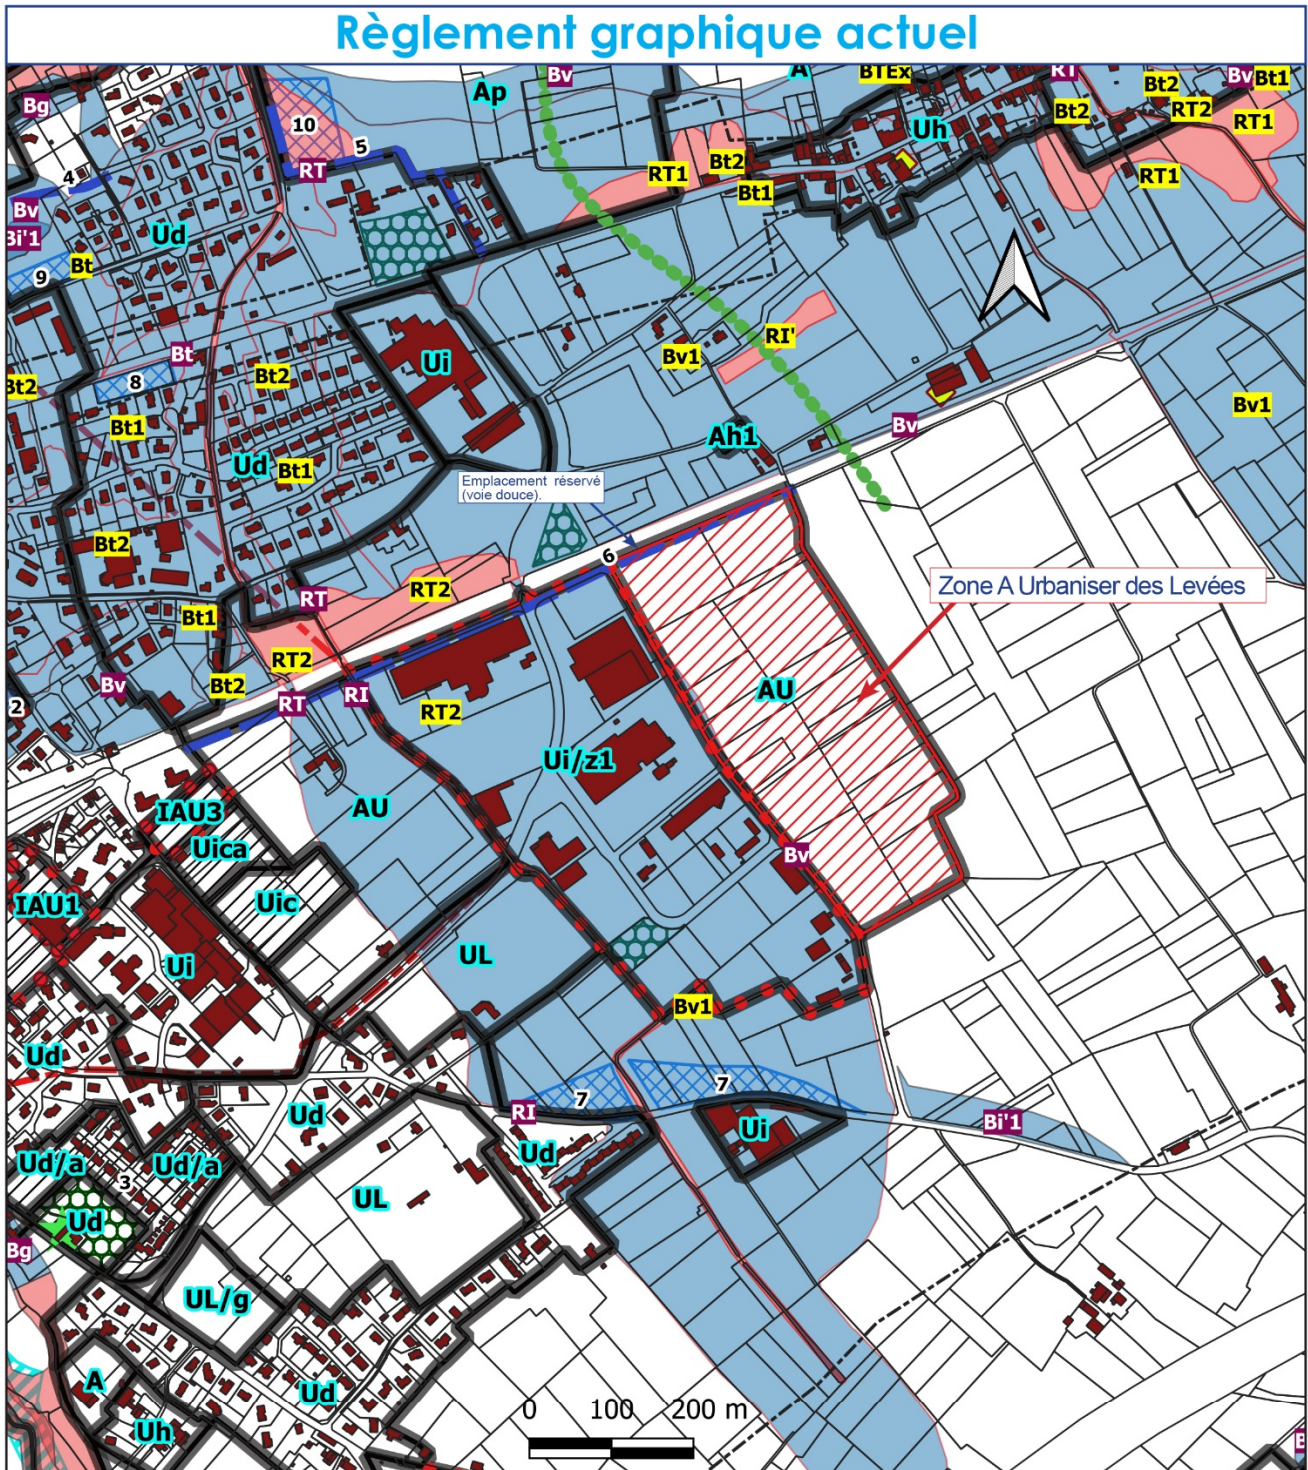 Règlement graphique actuel
Bv
A
BTEx
RT
Bt2
Bv
Bt1
Bg
Ap
Bt2
RT2
RT1
10
5
Uh
RT
Bt2
RT1
RT1
4
Bt1
Bv
Ud
Bi'1
Bt
9
RI'
Bt
Ui
Bv1
Bt2
Bt2
8
Bv1
Bt1
Bv
Ah1
Ud
Bt1
Emplacement réservé
(voie douce).
Bt2
6
Zone A Urbaniser des Levées
RT2
RT
Bt1
RT2
Bv
Bt2
RI
AU
RT
2
RT2
Ui/z1
IAU3
AU
Uica
Bv
IAU1
Uic
UL
Ui
Bv1
Ud
7
7
Ud
RI
Bi'1
Ui
Ud
Ud/a
Ud/a
3
UL
Ud
Bg
UL/g
A
Ud
0 100 200 m
Uh